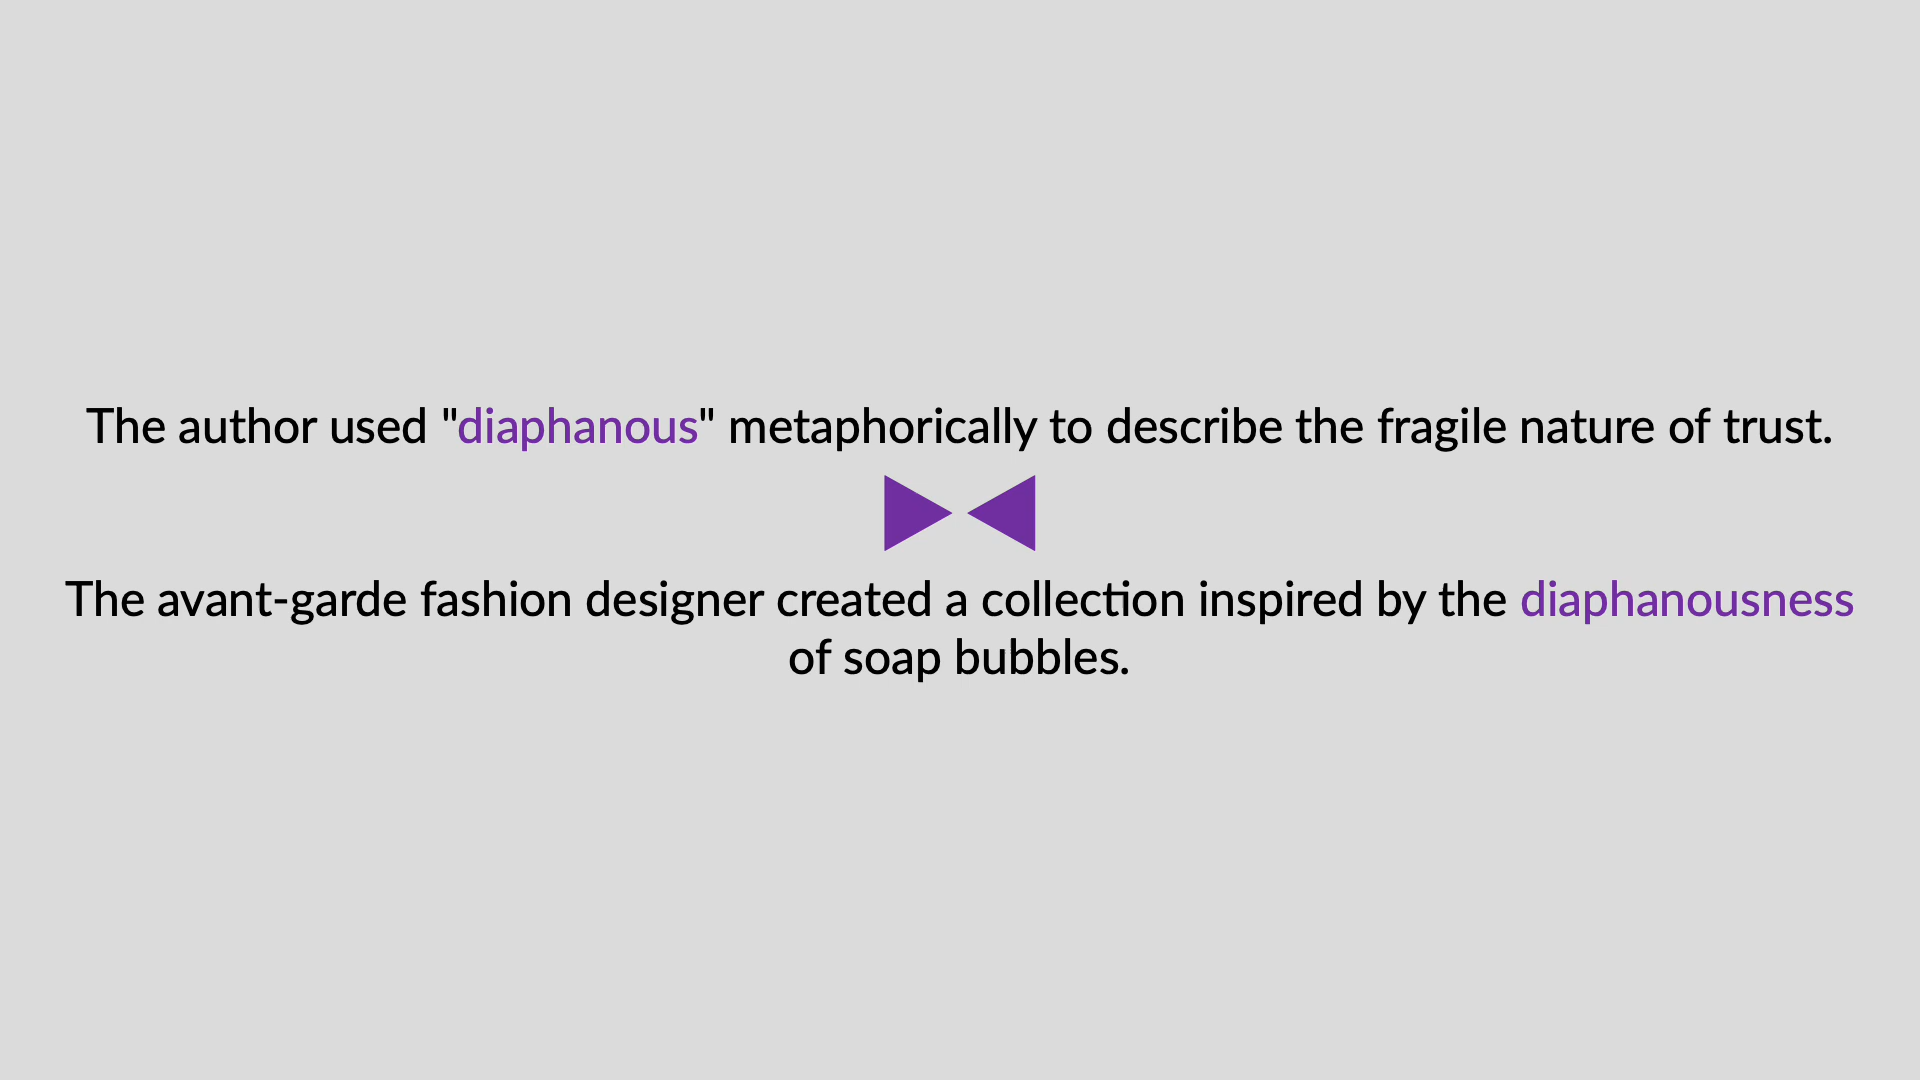 The author used "diaphanous" metaphorically to describe the fragile nature of trust.
The avant-garde fashion designer created a collection inspired by the diaphanousness
of soap bubbles.